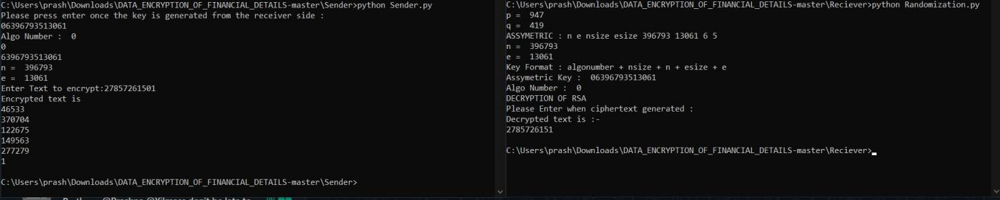 C:\Users\prash\Downloads\DATA_ENCRYPTION_OF_FINANCIAL_DETAILS-master\Sender>python Sender.py
Please press enter once the key is generated from the receiver side :
06396793513061
Algo Number :  0
0
6396793513061
n =  396793
e =  13061
Enter Text to encrypt:27857261501
Encrypted text is
46533
370704
122675
149563
277279
1
C:\Users\prash\Downloads\DATA_ENCRYPTION_OF_FINANCIAL_DETAILS-master\Sender>
C:\Users\prash\Downloads\DATA_ENCRYPTION_OF_FINANCIAL_DETAILS-master\Reciever>python Randomization.py
p =  947
q =  419
ASSYMETRIC : n e nsize esize 396793 13061 6 5
n =  396793
e =  13061
Key Format : algonumber + nsize + n + esize + e
Assymetric Key :  06396793513061
Algo Number :  0
DECRYPTION OF RSA
Please Enter when ciphertext generated :
Decrypted text is :-
2785726151
C:\Users\prash\Downloads\DATA_ENCRYPTION_OF_FINANCIAL_DETAILS-master\Reciever>